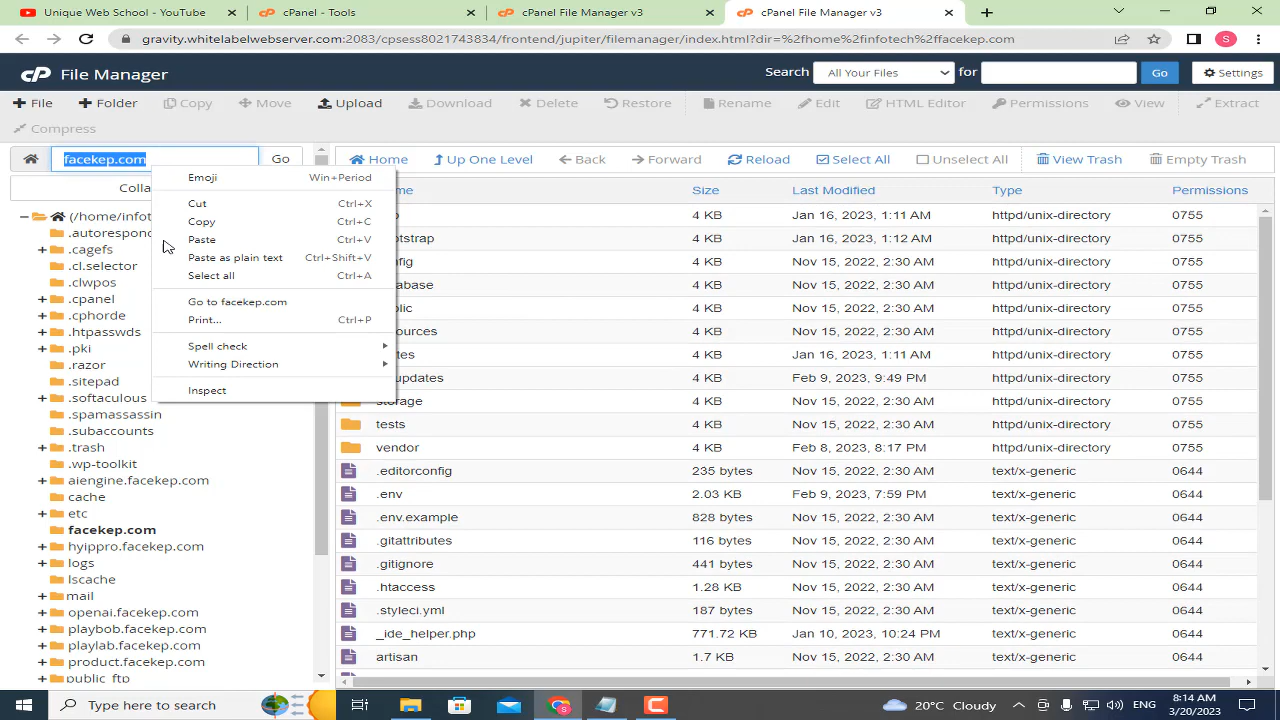 Unique Web School - YouTube
cPanel - Tools
cPanel File Manager v3
cPanel File Manager v3
gravity.whitelabelwebserver.com:2083/cpsess8021743834/frontend/jupiter/filemanager/index.html?dir=%2fhome%2finfotech%2ffacekep.com
S
cP File Manager
Search All Your Files for Go Settings
File Folder Copy Move Upload Download Delete Restore Rename Edit HTML Editor Permissions View Extract
Compress
facekep.com Go Home Up One Level Back Forward Reload Select All Unselect All View Trash Empty Trash
Emoji Win+Period
Cut Ctrl+X
Copy Ctrl+C
Paste Ctrl+V
Paste as plain text Ctrl+Shift+V
Select all Ctrl+A
Go to facekep.com
Print... Ctrl+P
Spell check
Writing Direction
Inspect
Colla
(/home/infot
.autorespond
.cagefs
.cl.selector
.clwpos
.cpanel
.cphorde
.htpasswds
.pki
.razor
.sitepad
.softaculous
.spamassassin
.subaccounts
.trash
.wp-toolkit
aiengine.facekep.com
cache
etc
facekep.com
hyippro.facekep.com
logs
lscache
mail
openai.facekep.com
playbob.facekep.com
playlab.facekep.com
product.facekep.com
public_ftp
me Size Last Modified Type Permissions
4 KB Jan 16, 2023, 1:11 AM httpd/unix-directory 0755
tstrap 4 KB Jan 16, 2023, 1:11 AM httpd/unix-directory 0755
fig 4 KB Nov 15, 2022, 2:30 AM httpd/unix-directory 0755
abase 4 KB Nov 15, 2022, 2:30 AM httpd/unix-directory 0755
lic 4 KB Nov 15, 2022, 2:30 AM httpd/unix-directory 0755
ources 4 KB Nov 15, 2022, 2:30 AM httpd/unix-directory 0755
tes 4 KB Jan 16, 2023, 1:11 AM httpd/unix-directory 0755
updates 4 KB Feb 9, 2023, 9:49 PM httpd/unix-directory 0755
storage 4 KB Nov 15, 2022, 2:30 AM httpd/unix-directory 0755
tests 4 KB Nov 15, 2022, 2:30 AM httpd/unix-directory 0755
vendor 4 KB Feb 8, 2023, 8:17 PM httpd/unix-directory 0755
.editorconfig 235 bytes Nov 15, 2022, 2:30 AM text/x-generic 0644
.env 2.03 KB Feb 9, 2023, 7:59 PM text/x-generic 0644
.env.example 828 bytes Nov 15, 2022, 2:30 AM text/x-generic 0644
.gitattributes 116 bytes Nov 15, 2022, 2:30 AM text/x-generic 0644
.gitignore 441 bytes Nov 15, 2022, 2:30 AM text/x-generic 0644
.htaccess 1.28 KB Nov 15, 2022, 2:30 AM text/x-generic 0644
.styleci.yml 187 bytes Nov 15, 2022, 2:30 AM text/x-generic 0644
_ide_helper.php 771.72 KB Jan 10, 2023, 10:24 PM text/x-generic 0644
artisan 1.7 KB Nov 15, 2022, 2:30 AM text/x-generic 0644
Type here to search 20°C Cloudy ENG 8:14 AM
3/20/2023